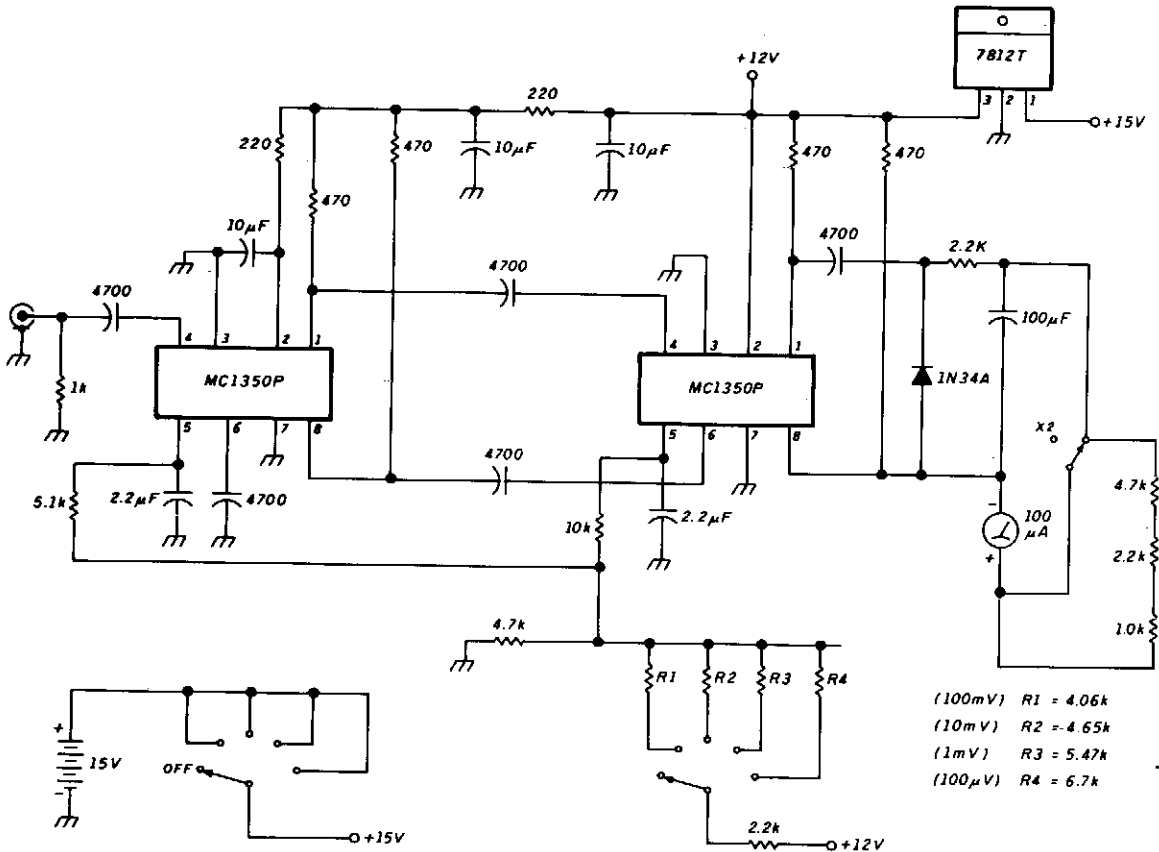 7812T
+12V
3 2 1
+15V
220
220
470
470
10µF
10µF
470
470
10µF
4700
4700
4700
2.2K
100µF
1k
4 3 2 1
MC1350P
5 6 7 8
4 3 2 1
MC1350P
5 6 7 8
1N34A
X2
4700
5.1k
2.2µF
4700
10k
2.2µF
-
100
µA
+
4.7k
2.2k
1.0k
4.7k
R1 R2 R3 R4
+
15V
-
OFF
+15V
2.2k
+12V
(100mV) R1 = 4.06k
(10mV) R2 =-4.65k
(1mV) R3 = 5.47k
(100µV) R4 = 6.7k